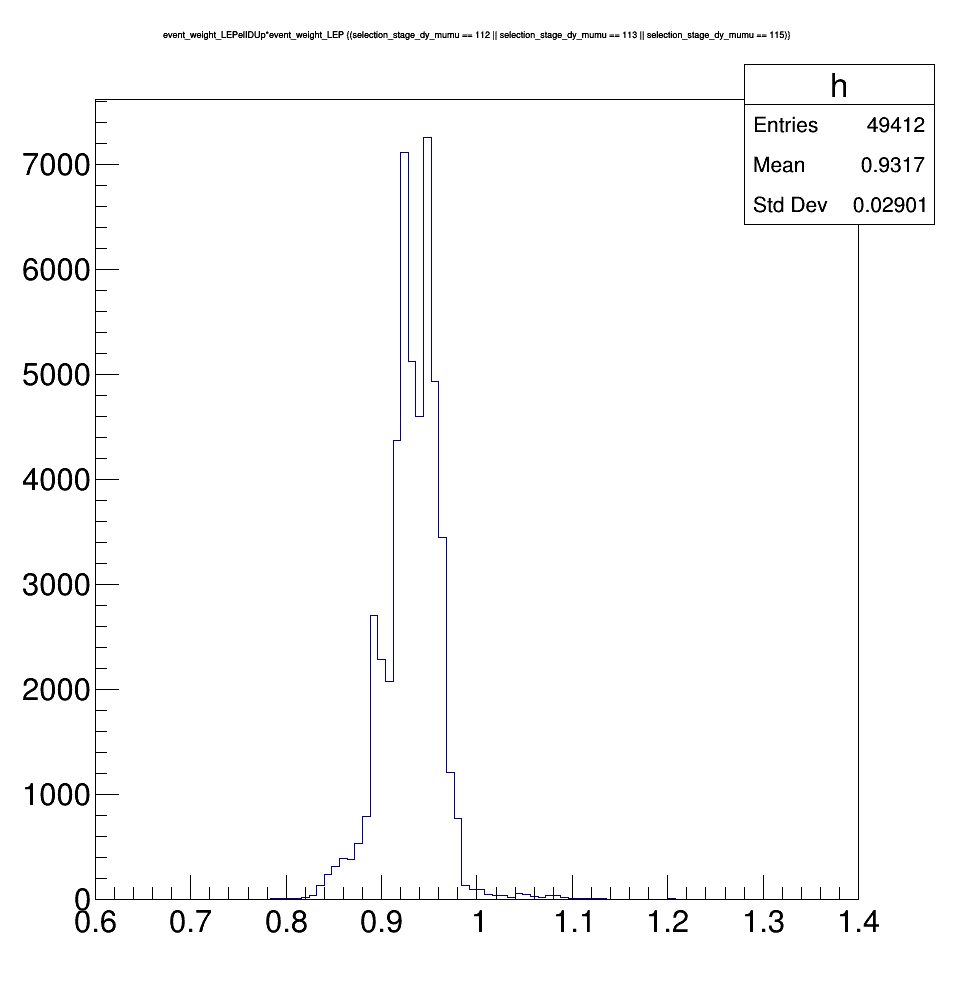 event_weight_LEPelIDUp*event_weight_LEP {(selection_stage_dy_mumu == 112 || selection_stage_dy_mumu == 113 || selection_stage_dy_mumu == 115)}
h
Entries 49412
Mean 0.9317
Std Dev 0.02901
7000
6000
5000
4000
3000
2000
1000
0
0.6 0.7 0.8 0.9 1 1.1 1.2 1.3 1.4